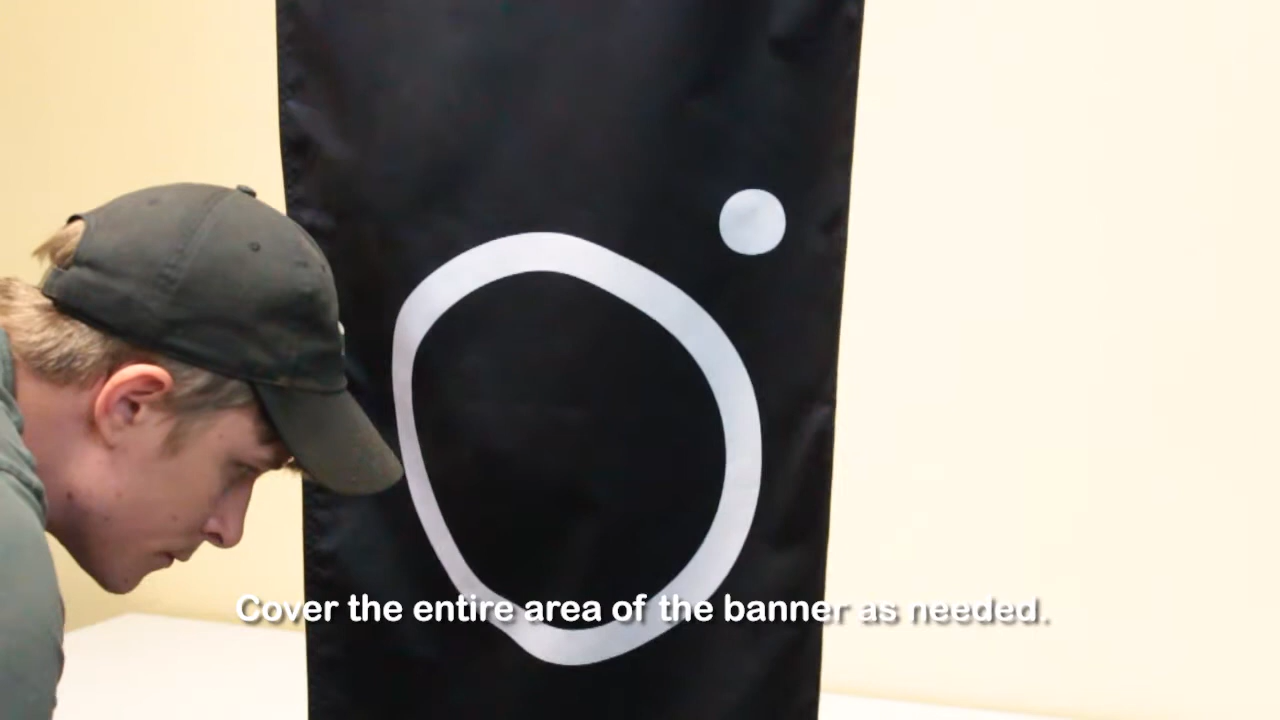 Cover the entire area of the banner as needed.